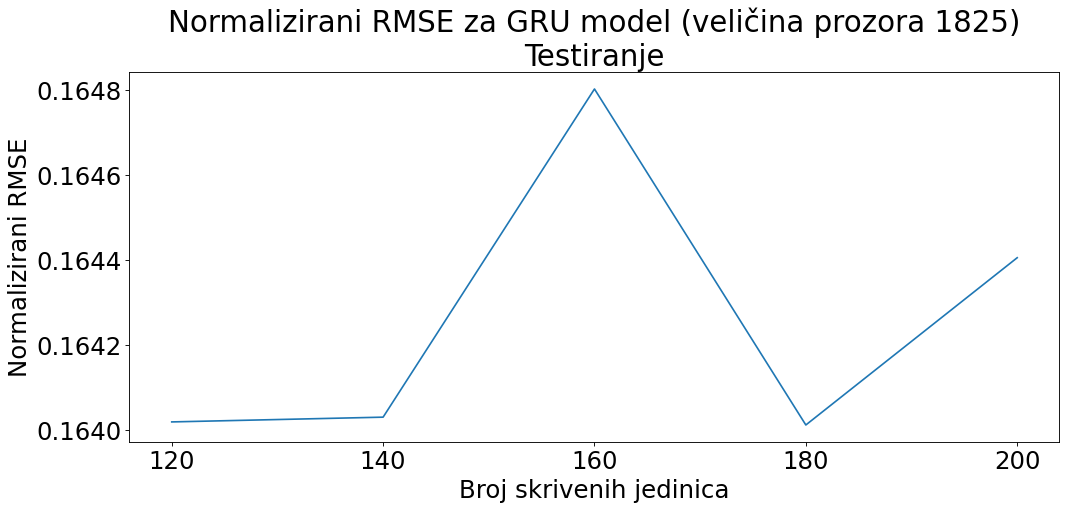 Normalizirani RMSE za GRU model (veličina prozora 1825)
Testiranje
Normalizirani RMSE
0.1648
0.1646
0.1644
0.1642
0.1640
120 140 160 180 200
Broj skrivenih jedinica